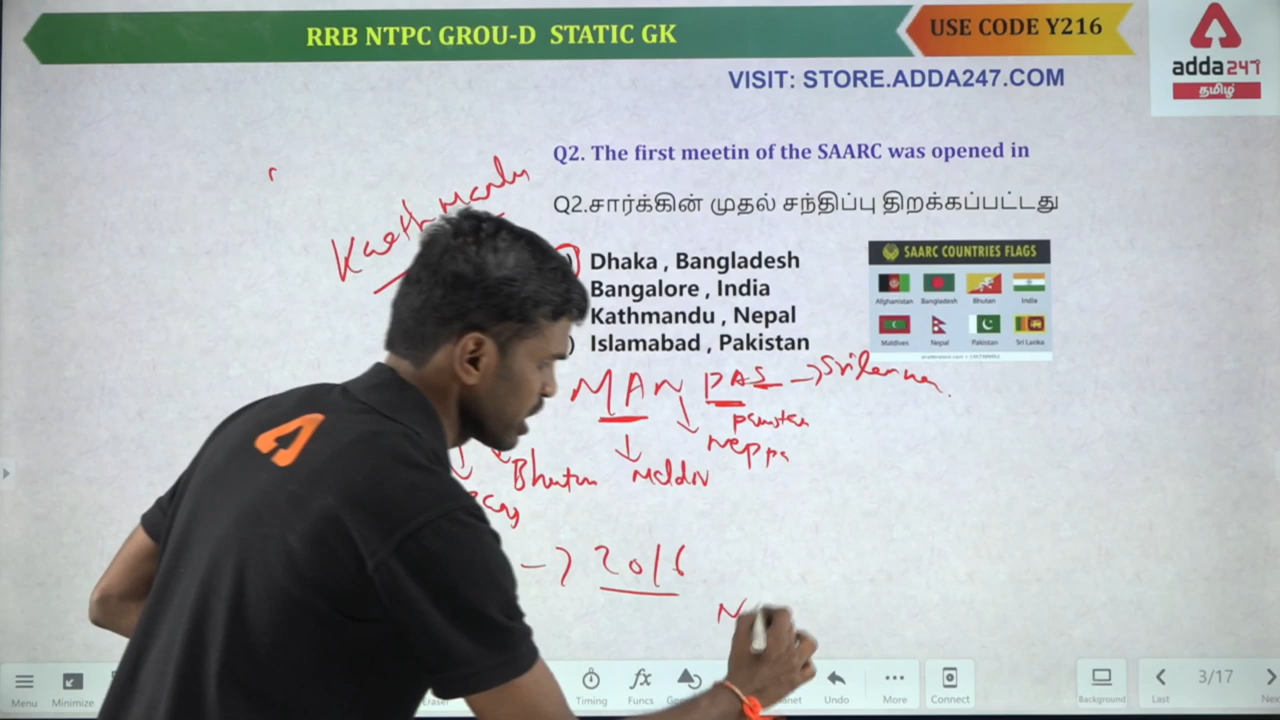 RRB NTPC GROU-D STATIC GK
USE CODE Y216
adda247
தமிழ்
VISIT: STORE.ADDA247.COM
Q2. The first meetin of the SAARC was opened in
Q2.சார்க்கின் முதல் சந்திப்பு திறக்கப்பட்டது
Kathmandu
Dhaka , Bangladesh
Bangalore , India
Kathmandu , Nepal
Islamabad , Pakistan
SAARC COUNTRIES FLAGS
Afghanistan Bangladesh Bhutan India
Maldives Nepal Pakistan Sri Lanka
MAN PAS → Srilanka
Bhutan
2016
N
Menu Minimize Eraser Timing Funcs Undo More Connect Background 3/17 Last